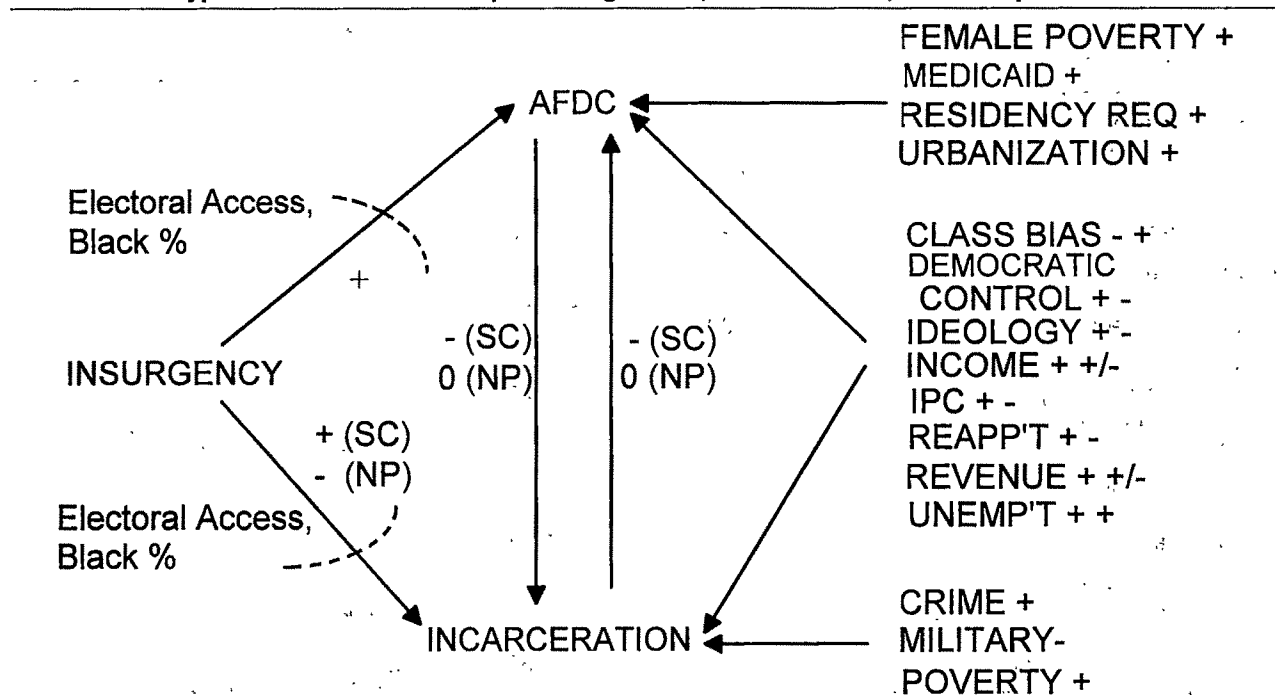 FEMALE POVERTY +
MEDICAID +
AFDC
RESIDENCY REQ +
URBANIZATION +
Electoral Access,
Black %
+
CLASS BIAS - +
DEMOCRATIC
CONTROL + -
IDEOLOGY + -
INCOME + +/-
IPC + -
REAPP'T + -
REVENUE + +/-
UNEMP'T + +
- (SC)
0 (NP)
- (SC)
0 (NP)
INSURGENCY
+ (SC)
- (NP)
Electoral Access,
Black %
INCARCERATION
CRIME +
MILITARY-
POVERTY +